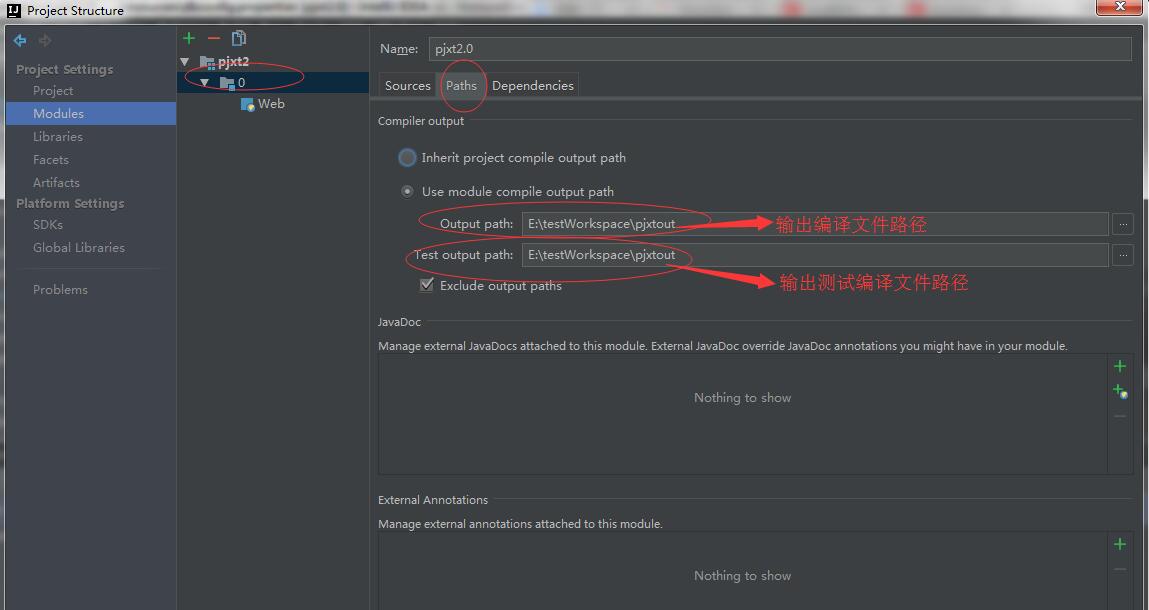 Project Structure
Project Settings
Project
Modules
Libraries
Facets
Artifacts
Platform Settings
SDKs
Global Libraries
Problems
pjxt2
0
Web
Name: pjxt2.0
Sources Paths Dependencies
Compiler output
Inherit project compile output path
Use module compile output path
Output path: E:\testWorkspace\pjxtout 输出编译文件路径
Test output path: E:\testWorkspace\pjxtout
输出测试编译文件路径
Exclude output paths
JavaDoc
Manage external JavaDocs attached to this module. External JavaDoc override JavaDoc annotations you might have in your module.
Nothing to show
External Annotations
Manage external annotations attached to this module.
Nothing to show